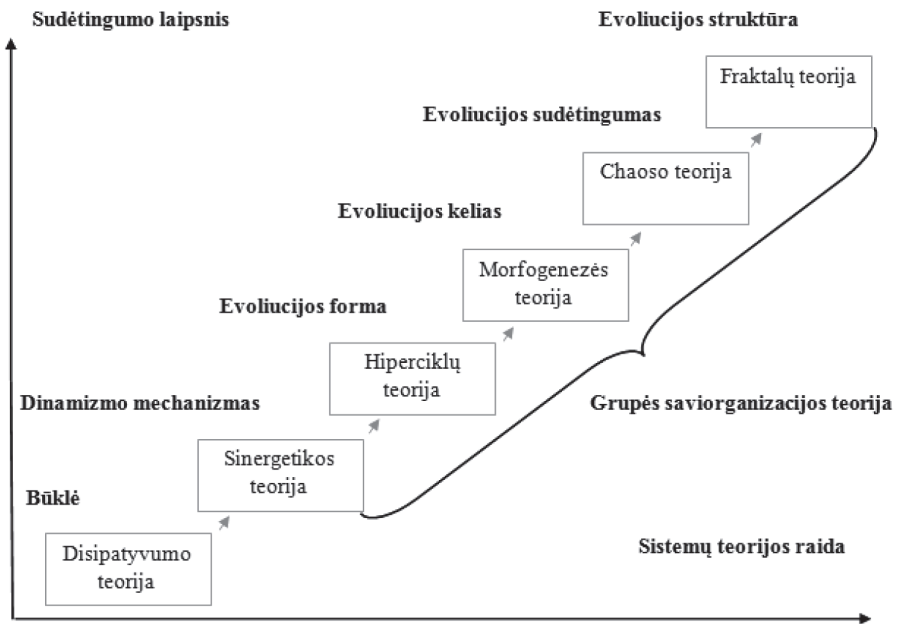 Sudėtingumo laipsnis
Evoliucijos struktūra
Fraktalų teorija
Evoliucijos sudėtingumas
Chaoso teorija
Evoliucijos kelias
Morfogenezės
teorija
Evoliucijos forma
Hiperciklų
teorija
Dinamizmo mechanizmas
Grupės saviorganizacijos teorija
Sinergetikos
teorija
Būklė
Disipatyvumo
teorija
Sistemų teorijos raida